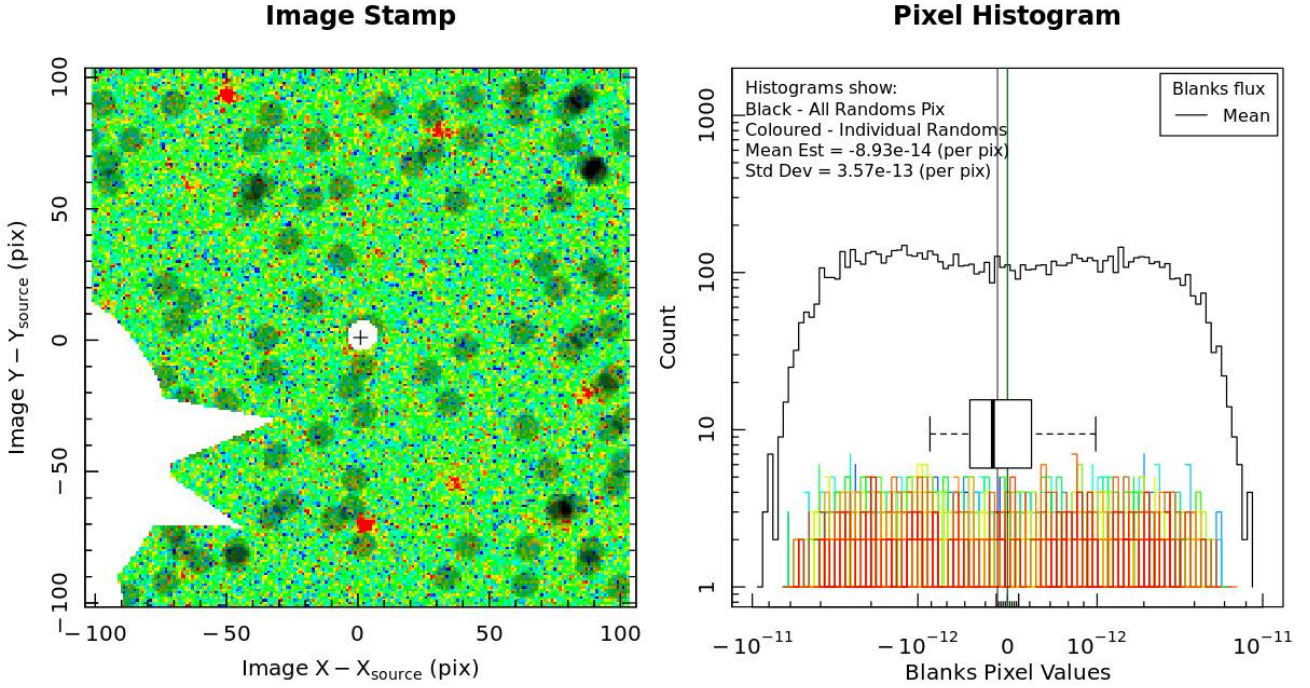 Image Stamp
Pixel Histogram
100
50
0
−50
−100
Image Y − Ysource (pix)
−100
−50
0
50
100
Image X − Xsource (pix)
Histograms show:
Black - All Randoms Pix
Coloured - Individual Randoms
Mean Est = -8.93e-14 (per pix)
Std Dev = 3.57e-13 (per pix)
Blanks flux
Mean
1000
100
10
1
Count
−10⁻¹¹
−10⁻¹²
0
10⁻¹²
10⁻¹¹
Blanks Pixel Values